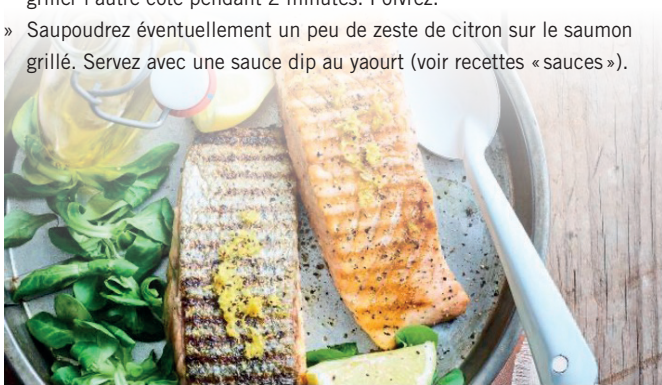 griller l'autre côté pendant 2 minutes. Poivrez.
» Saupoudrez éventuellement un peu de zeste de citron sur le saumon
grillé. Servez avec une sauce dip au yaourt (voir recettes «sauces»).